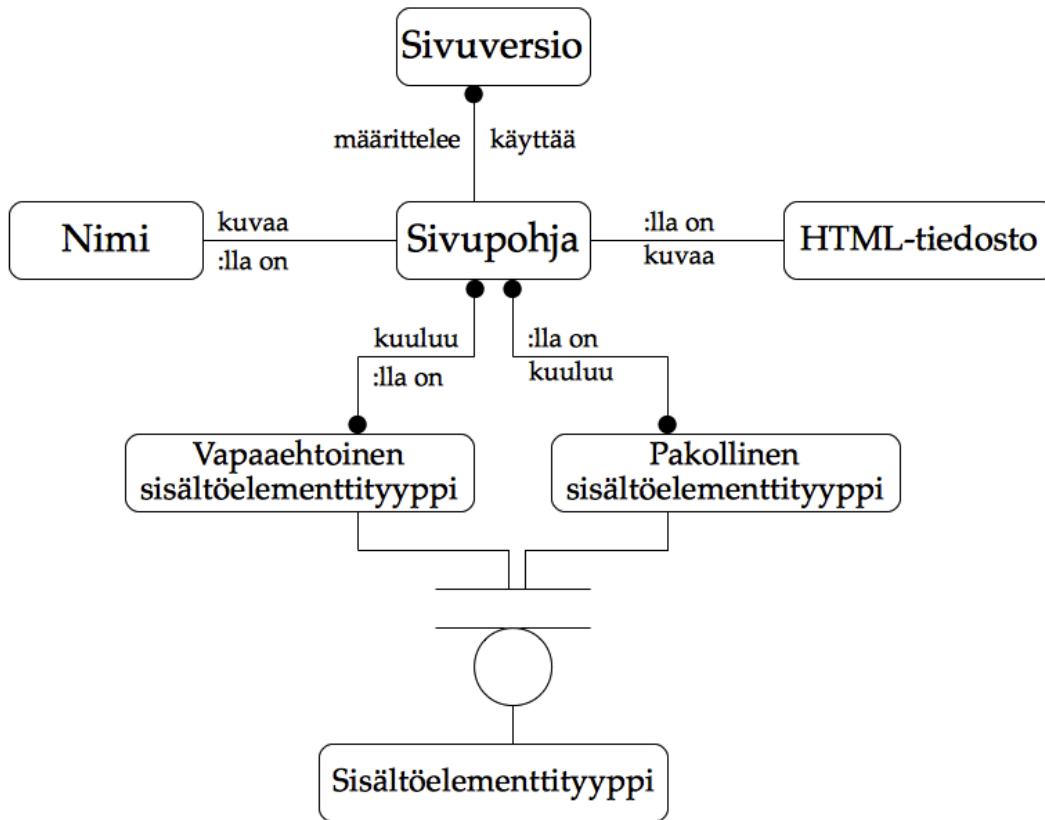 Sivuversio
määrittelee käyttää
Nimi
kuvaa
:lla on
Sivupohja
:lla on
kuvaa
HTML-tiedosto
kuuluu
:lla on
:lla on
kuuluu
Vapaaehtoinen
sisältöelementtityyppi
Pakollinen
sisältöelementtityyppi
Sisältöelementtityyppi